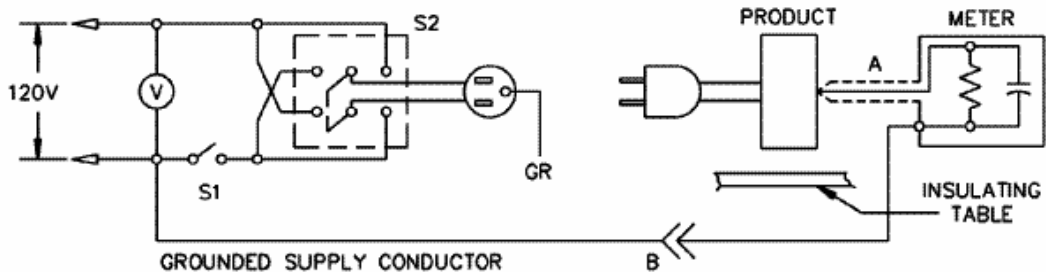 S2
PRODUCT
METER
A
120V
V
S1
GR
INSULATING
TABLE
GROUNDED SUPPLY CONDUCTOR
B